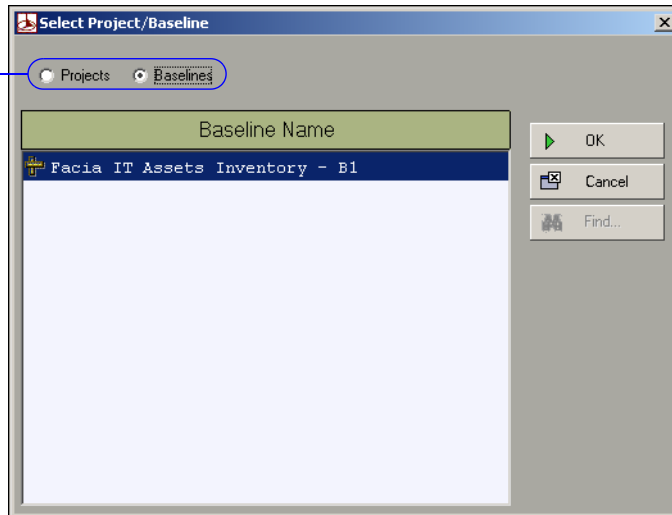 Select Project/Baseline
Projects Baselines
Baseline Name
Facia IT Assets Inventory - B1
OK
Cancel
Find...